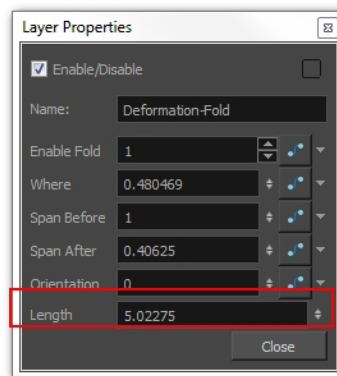 Layer Properties
Enable/Disable
Name: Deformation-Fold
Enable Fold 1
Where 0.480469
Span Before 1
Span After 0.40625
Orientation 0
Length 5.02275
Close